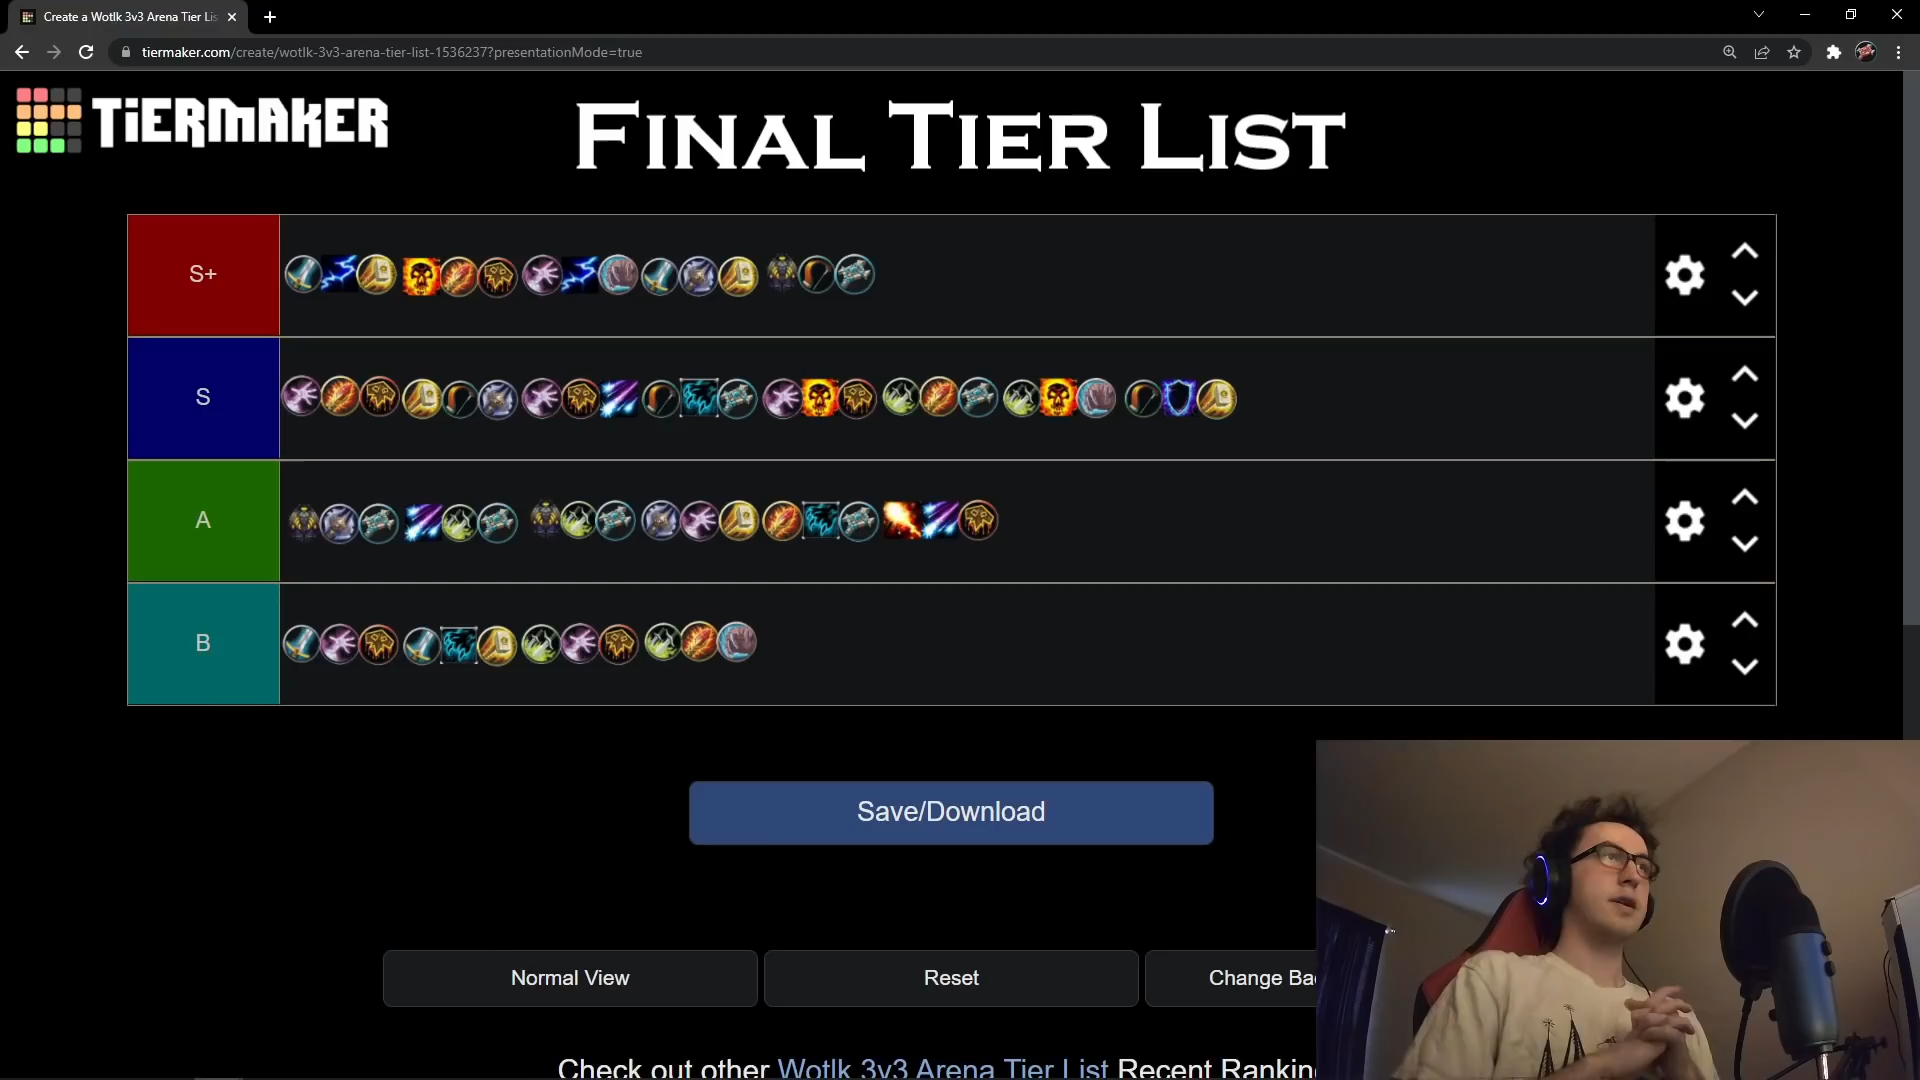 Create a Wotlk 3v3 Arena Tier Lis
tiermaker.com/create/wotlk-3v3-arena-tier-list-1536237?presentationMode=true
TiERMAKER
FINAL TIER LIST
S+
S
A
B
Save/Download
Normal View
Reset
Change Ba
Check out other Wotlk 3v3 Arena Tier List Recent Rankin